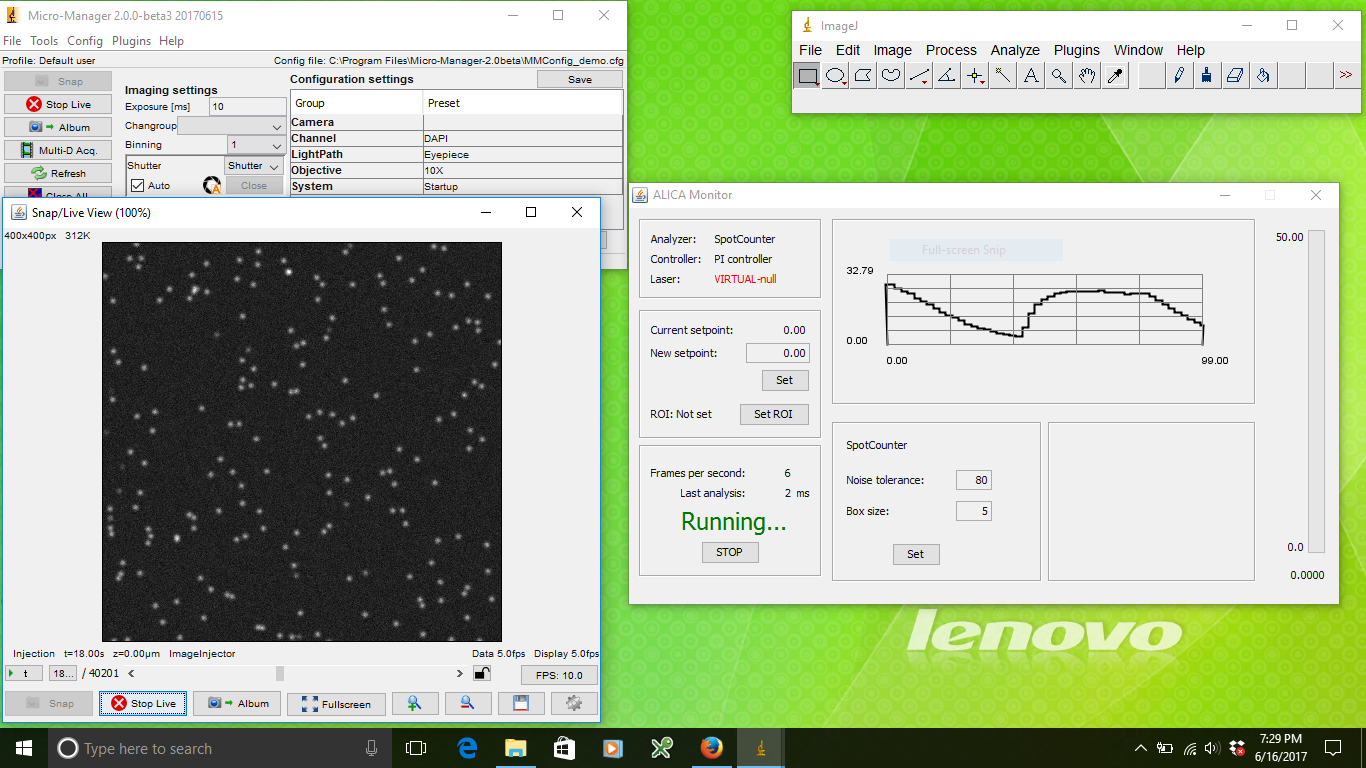 Micro-Manager 2.0.0-beta3 20170615
File Tools Config Plugins Help
Profile: Default user
Config file: C:\Program Files\Micro-Manager-2.0beta\MMConfig_demo.cfg
Snap
Stop Live
Album
Multi-D Acq.
Refresh
Close All
Imaging settings
Exposure [ms] 10
Changroup
Binning 1
Shutter Shutter
Auto Close
Configuration settings Save
Group Preset
Camera
Channel DAPI
LightPath Eyepiece
Objective 10X
System Startup
Snap/Live View (100%)
400x400px 312K
Injection t=18.00s z=0.00µm ImageInjector Data 5.0fps Display 5.0fps
t 18... / 40201 < > FPS: 10.0
Snap Stop Live Album Fullscreen
ImageJ
File Edit Image Process Analyze Plugins Window Help
A >>
ALICA Monitor
Analyzer: SpotCounter
Controller: PI controller
Laser: VIRTUAL-null
Current setpoint: 0.00
New setpoint: 0.00
Set
ROI: Not set Set ROI
Frames per second: 6
Last analysis: 2 ms
Running...
STOP
Full-screen Snip
32.79
0.00
0.00 99.00
SpotCounter
Noise tolerance: 80
Box size: 5
Set
50.00
0.0
0.0000
lenovo
Type here to search
7:29 PM
6/16/2017